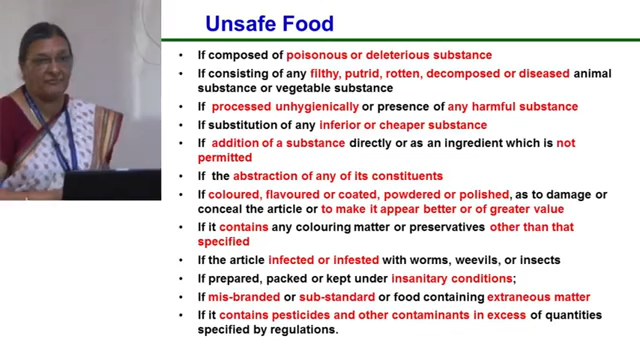 Unsafe Food
• If composed of poisonous or deleterious substance
• If consisting of any filthy, putrid, rotten, decomposed or diseased animal
substance or vegetable substance
• If processed unhygienically or presence of any harmful substance
• If substitution of any inferior or cheaper substance
• If addition of a substance directly or as an ingredient which is not
permitted
• If the abstraction of any of its constituents
• If coloured, flavoured or coated, powdered or polished, as to damage or
conceal the article or to make it appear better or of greater value
• If it contains any colouring matter or preservatives other than that
specified
• If the article infected or infested with worms, weevils, or insects
• If prepared, packed or kept under insanitary conditions;
• If mis-branded or sub-standard or food containing extraneous matter
• If it contains pesticides and other contaminants in excess of quantities
specified by regulations.